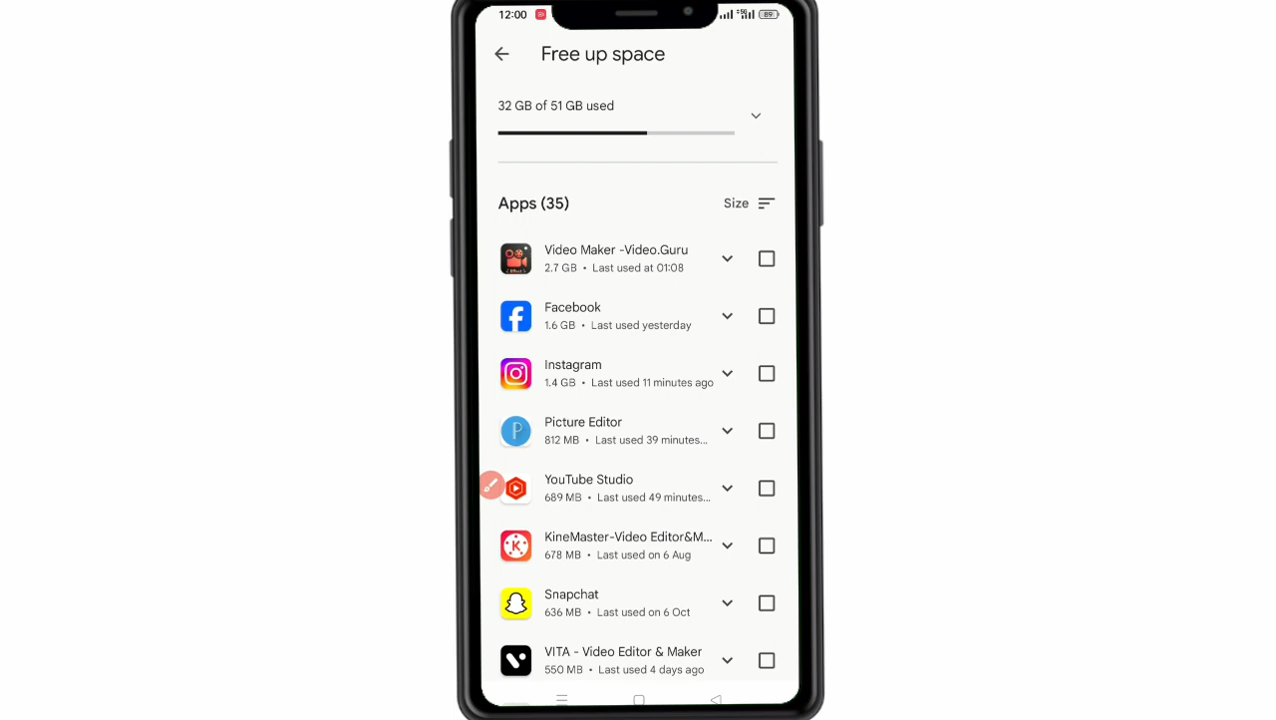 12:00 89
Free up space
32 GB of 51 GB used
Apps (35) Size
Video Maker -Video.Guru
2.7 GB • Last used at 01:08
Facebook
1.6 GB • Last used yesterday
Instagram
1.4 GB • Last used 11 minutes ago
Picture Editor
812 MB • Last used 39 minutes...
YouTube Studio
689 MB • Last used 49 minutes...
KineMaster-Video Editor&M...
678 MB • Last used on 6 Aug
Snapchat
636 MB • Last used on 6 Oct
VITA - Video Editor & Maker
550 MB • Last used 4 days ago